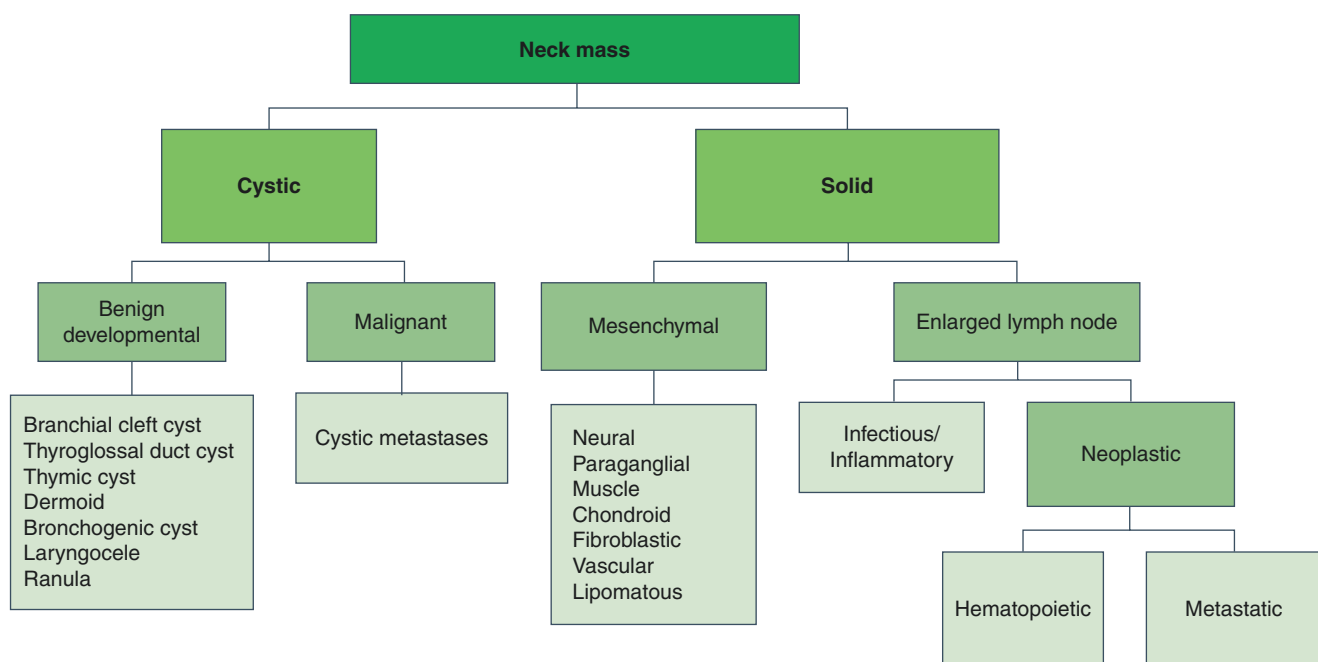 Neck mass
Cystic
Solid
Benign
developmental
Malignant
Mesenchymal
Enlarged lymph node
Branchial cleft cyst
Thyroglossal duct cyst
Thymic cyst
Dermoid
Bronchogenic cyst
Laryngocele
Ranula
Cystic metastases
Neural
Paraganglial
Muscle
Chondroid
Fibroblastic
Vascular
Lipomatous
Infectious/
Inflammatory
Neoplastic
Hematopoietic
Metastatic